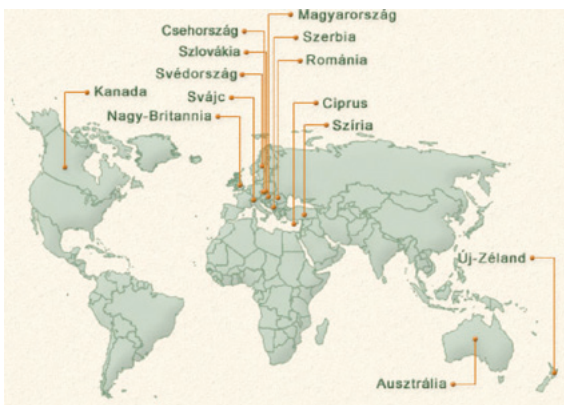 Magyarország
Csehország
Szerbia
Szlovákia
Románia
Svédország
Kanada
Svájc
Ciprus
Nagy-Britannia
Szíria
Új-Zéland
Ausztrália